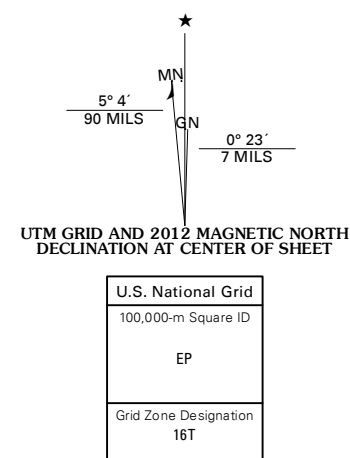 MN
5° 4´
90 MILS
GN
0° 23´
7 MILS
UTM GRID AND 2012 MAGNETIC NORTH
DECLINATION AT CENTER OF SHEET
U.S. National Grid
100,000-m Square ID
EP
Grid Zone Designation
16T